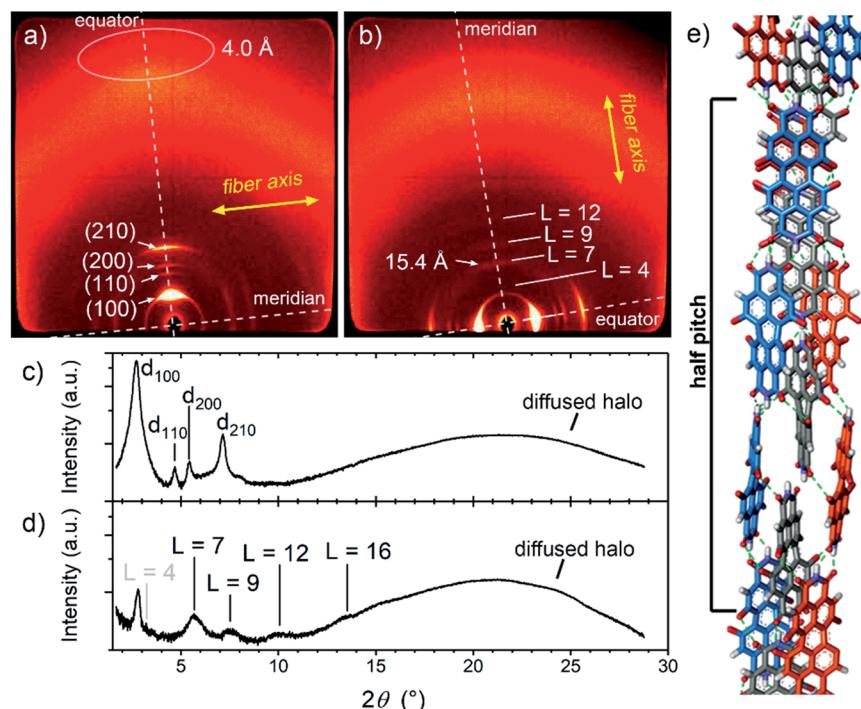 a)
equator
4.0 Å
fiber axis
(210)
(200)
(110)
(100)
meridian
b)
meridian
fiber axis
L = 12
L = 9
L = 7
15.4 Å
L = 4
equator
c)
Intensity (a.u.)
d100
d110
d200
d210
diffused halo
d)
Intensity (a.u.)
L = 4
L = 7
L = 9
L = 12
L = 16
diffused halo
5 10 15 20 25 30
2θ (°)
e)
half pitch